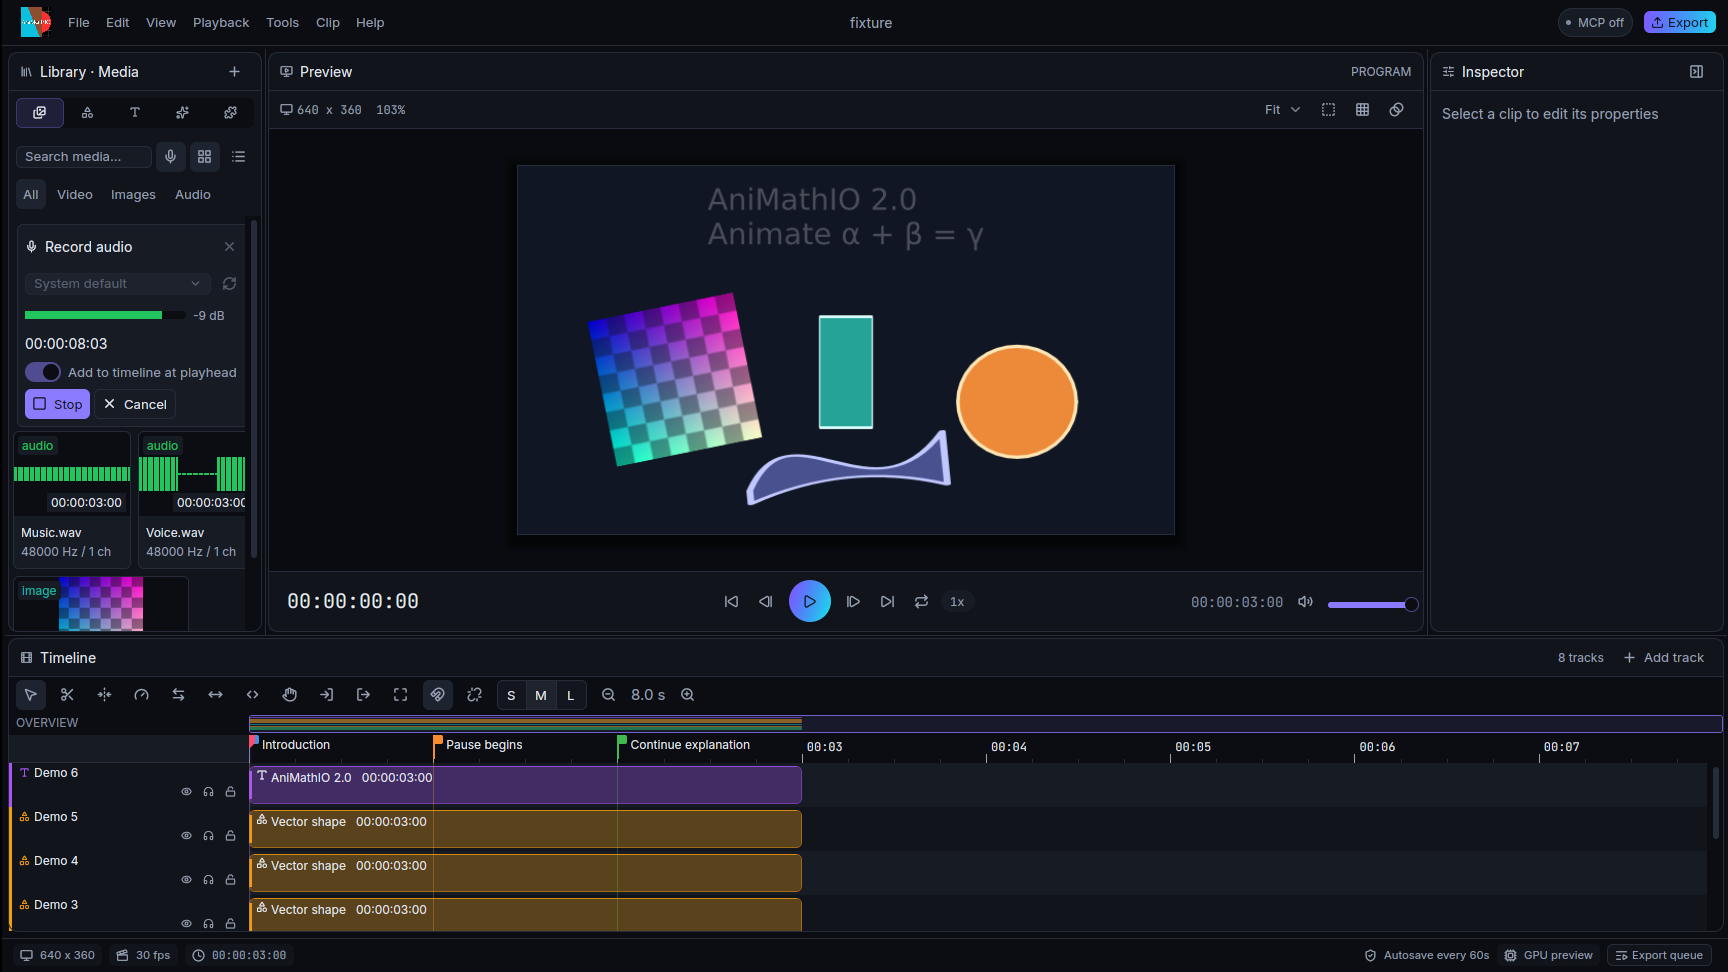 File Edit View Playback Tools Clip Help
fixture
MCP off
Export
Library · Media
Search media...
All Video Images Audio
Record audio
System default
-9 dB
00:00:08:03
Add to timeline at playhead
Stop
Cancel
audio
00:00:03:00
Music.wav
48000 Hz / 1 ch
audio
00:00:03:00
Voice.wav
48000 Hz / 1 ch
image
Preview
PROGRAM
640 x 360 103%
Fit
AniMathIO 2.0
Animate α + β = γ
00:00:00:00
1x
00:00:03:00
Inspector
Select a clip to edit its properties
Timeline
8 tracks
Add track
S M L
8.0 s
OVERVIEW
Introduction Pause begins Continue explanation 00:03 00:04 00:05 00:06 00:07
Demo 6
AniMathIO 2.0 00:00:03:00
Demo 5
Vector shape 00:00:03:00
Demo 4
Vector shape 00:00:03:00
Demo 3
Vector shape 00:00:03:00
640 x 360
30 fps
00:00:03:00
Autosave every 60s
GPU preview
Export queue